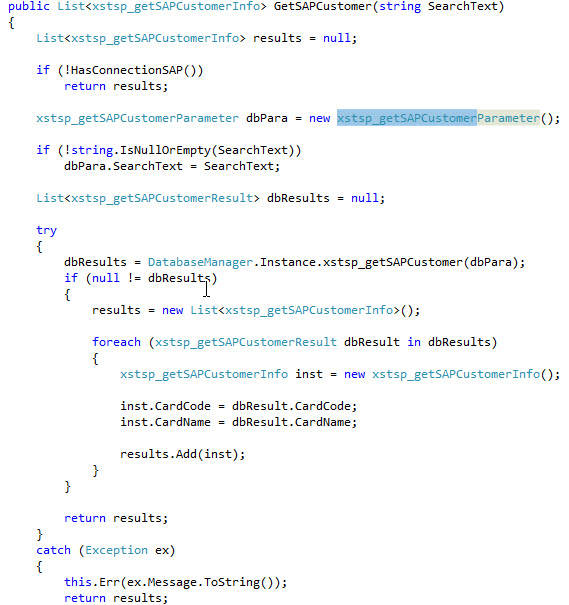 public List<xstsp_getSAPCustomerInfo> GetSAPCustomer(string SearchText)
{
    List<xstsp_getSAPCustomerInfo> results = null;

    if (!HasConnectionSAP())
        return results;

    xstsp_getSAPCustomerParameter dbPara = new xstsp_getSAPCustomerParameter();

    if (!string.IsNullOrEmpty(SearchText))
        dbPara.SearchText = SearchText;

    List<xstsp_getSAPCustomerResult> dbResults = null;

    try
    {
        dbResults = DatabaseManager.Instance.xstsp_getSAPCustomer(dbPara);
        if (null != dbResults)
        {
            results = new List<xstsp_getSAPCustomerInfo>();

            foreach (xstsp_getSAPCustomerResult dbResult in dbResults)
            {
                xstsp_getSAPCustomerInfo inst = new xstsp_getSAPCustomerInfo();

                inst.CardCode = dbResult.CardCode;
                inst.CardName = dbResult.CardName;

                results.Add(inst);
            }
        }

        return results;
    }
    catch (Exception ex)
    {
        this.Err(ex.Message.ToString());
        return results;